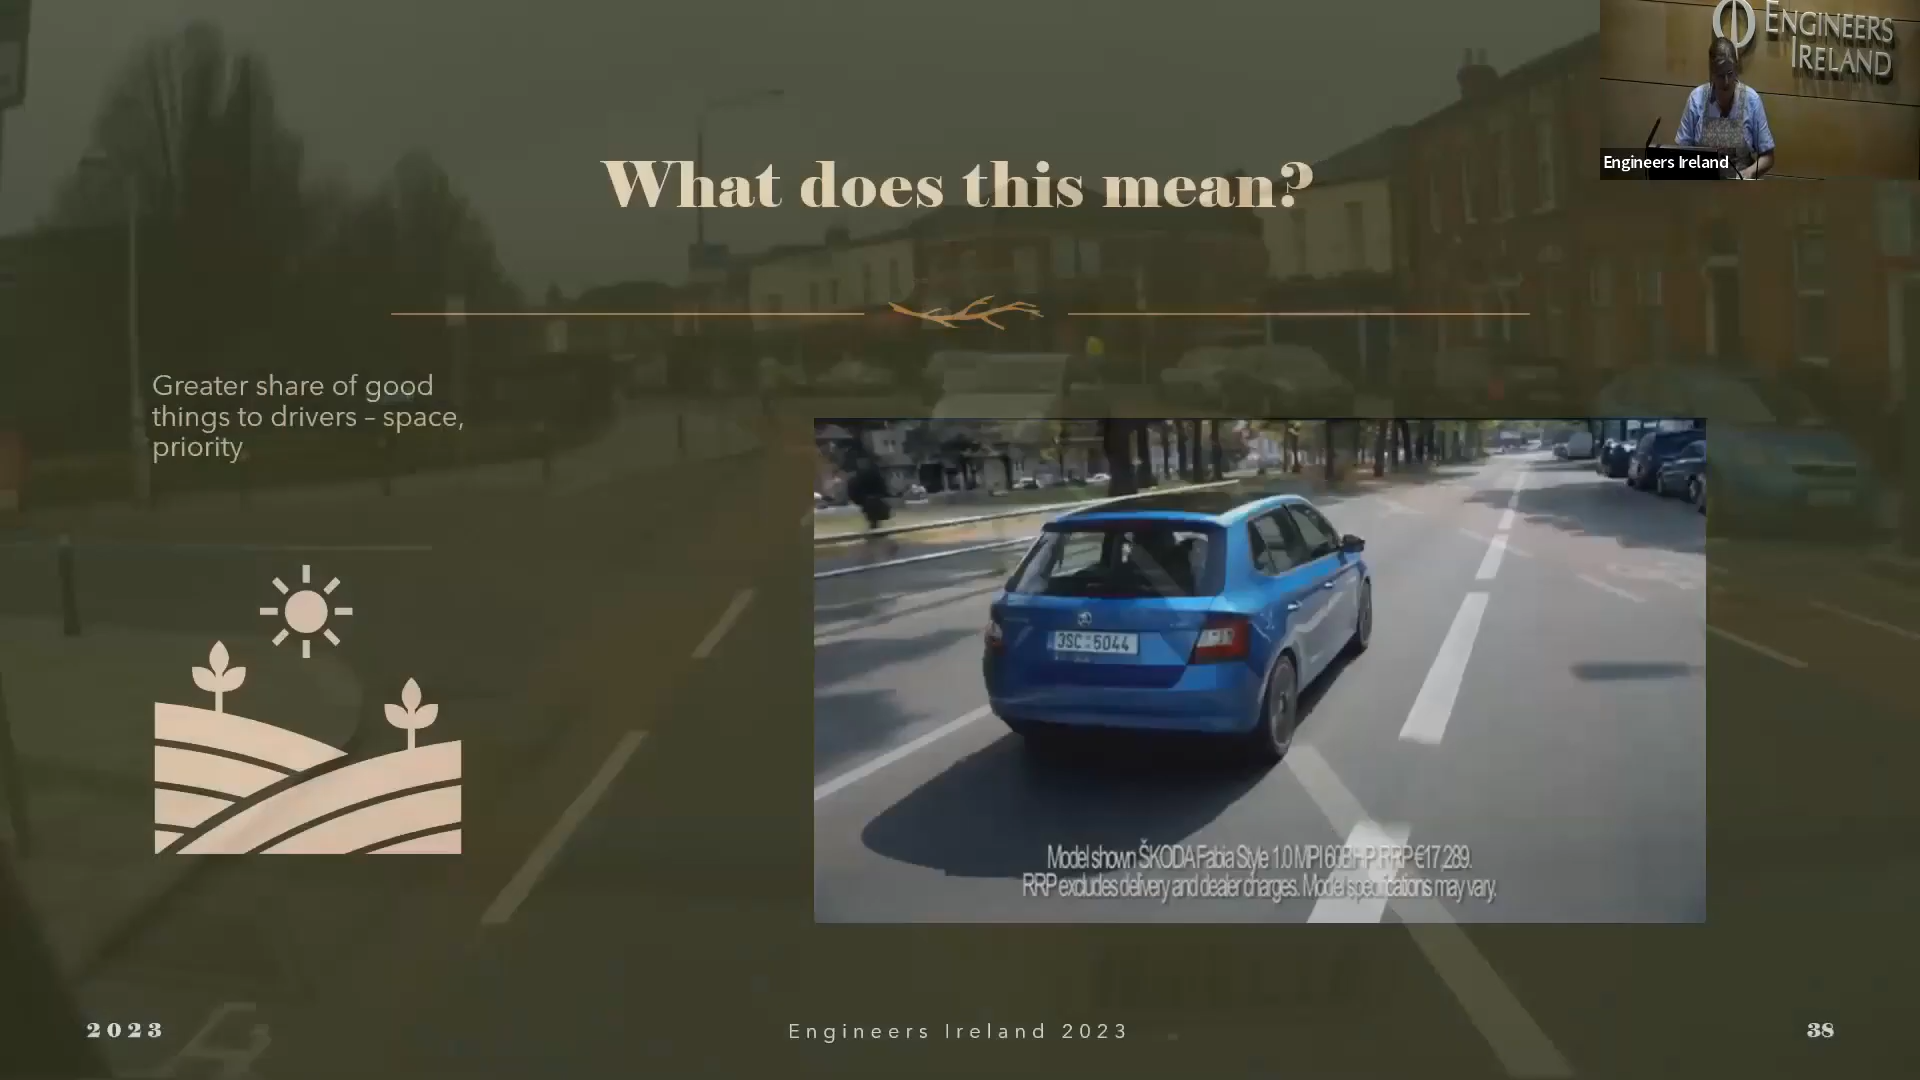 ENGINEERS
IRELAND
Engineers Ireland
What does this mean?
Greater share of good
things to drivers – space,
priority
3SC 5044
Model shown ŠKODA Fabia Style 1.0 MPI 60BHP. RRP €17,289.
RRP excludes delivery and dealer charges. Model specifications may vary.
2023
Engineers Ireland 2023
38